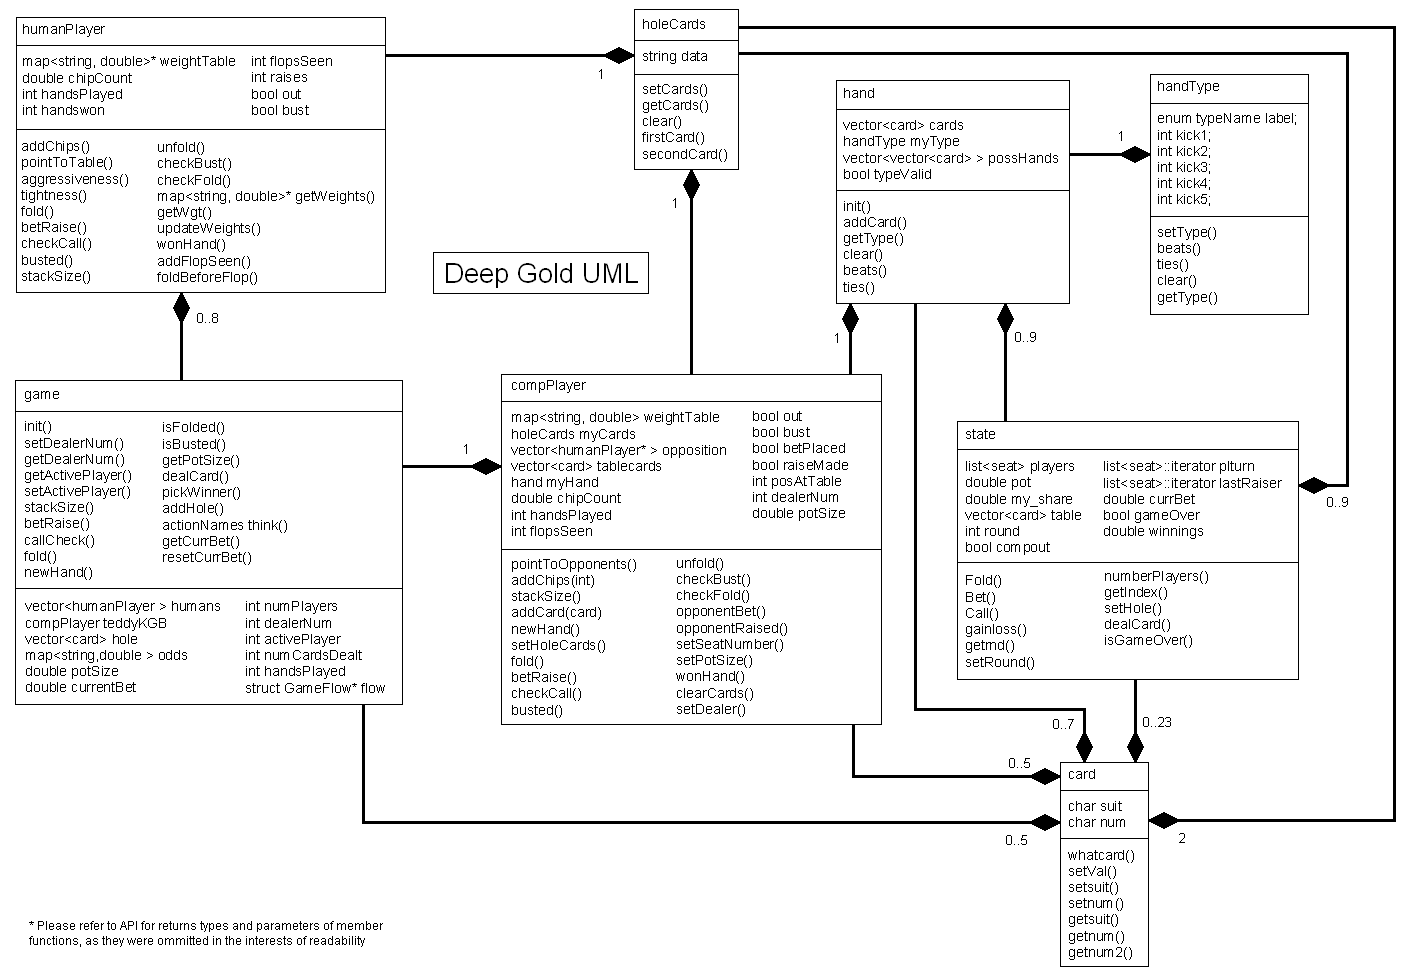 humanPlayer
map<string, double>* weightTable
double chipCount
int handsPlayed
int handswon
int flopsSeen
int raises
bool out
bool bust
addChips()
pointToTable()
aggressiveness()
tightness()
fold()
betRaise()
checkCall()
busted()
stackSize()
unfold()
checkBust()
checkFold()
map<string, double>* getWeights()
getWgt()
updateWeights()
wonHand()
addFlopSeen()
foldBeforeFlop()
1
holeCards
string data
setCards()
getCards()
clear()
firstCard()
secondCard()
1
hand
vector<card> cards
handType myType
vector<vector<card> > possHands
bool typeValid
init()
addCard()
getType()
clear()
beats()
ties()
1
handType
enum typeName label;
int kick1;
int kick2;
int kick3;
int kick4;
int kick5;
setType()
beats()
ties()
clear()
getType()
Deep Gold UML
0..8
1
0..9
game
init()
setDealerNum()
getDealerNum()
getActivePlayer()
setActivePlayer()
stackSize()
betRaise()
callCheck()
fold()
newHand()
isFolded()
isBusted()
getPotSize()
dealCard()
pickWinner()
addHole()
actionNames think()
getCurrBet()
resetCurrBet()
vector<humanPlayer > humans
compPlayer teddyKGB
vector<card> hole
map<string,double > odds
double potSize
double currentBet
int numPlayers
int dealerNum
int activePlayer
int numCardsDealt
int handsPlayed
struct GameFlow* flow
1
compPlayer
map<string, double> weightTable
holeCards myCards
vector<humanPlayer* > opposition
vector<card> tablecards
hand myHand
double chipCount
int handsPlayed
int flopsSeen
bool out
bool bust
bool betPlaced
bool raiseMade
int posAtTable
int dealerNum
double potSize
pointToOpponents()
addChips(int)
stackSize()
addCard(card)
newHand()
setHoleCards()
fold()
betRaise()
checkCall()
busted()
unfold()
checkBust()
checkFold()
opponentBet()
opponentRaised()
setSeatNumber()
setPotSize()
wonHand()
clearCards()
setDealer()
state
list<seat> players
double pot
double my_share
vector<card> table
int round
bool compout
list<seat>::iterator plturn
list<seat>::iterator lastRaiser
double currBet
bool gameOver
double winnings
Fold()
Bet()
Call()
gainloss()
getrnd()
setRound()
numberPlayers()
getIndex()
setHole()
dealCard()
isGameOver()
0..9
0..7
0..23
0..5
0..5
2
card
char suit
char num
whatcard()
setVal()
setsuit()
setnum()
getsuit()
getnum()
getnum2()
* Please refer to API for returns types and parameters of member
functions, as they were ommitted in the interests of readability